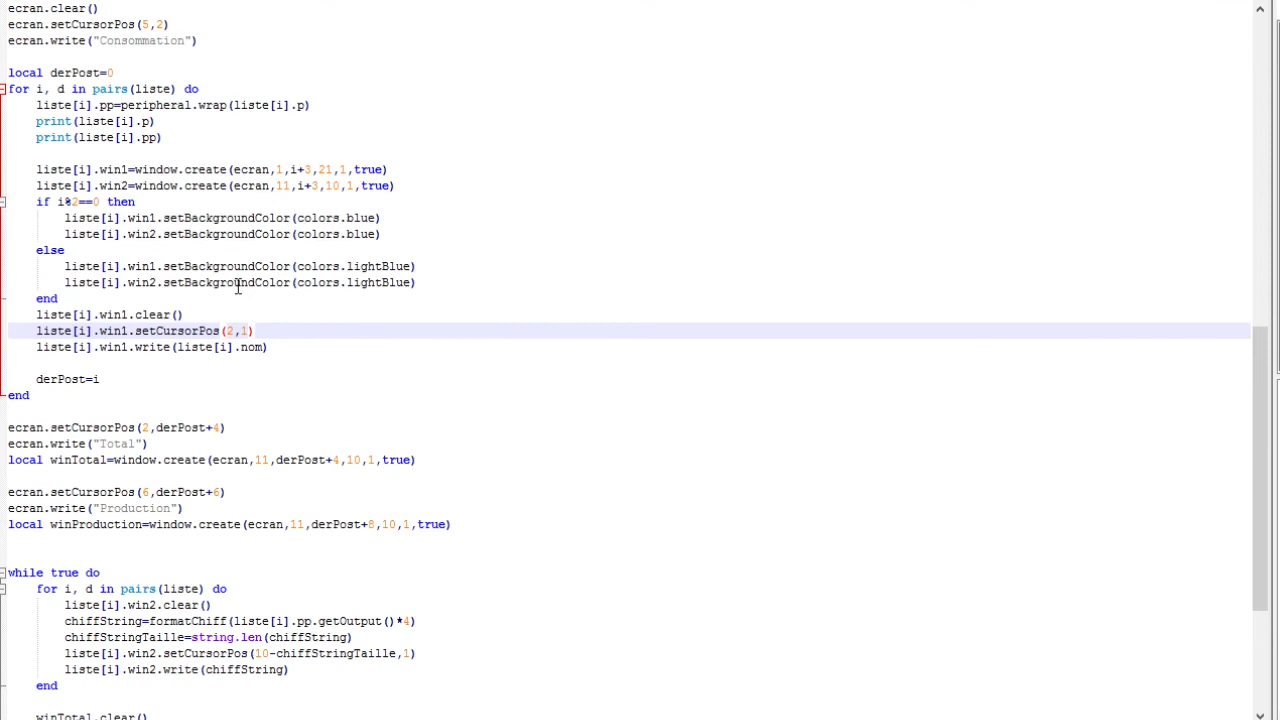 ecran.clear()
ecran.setCursorPos(5,2)
ecran.write("Consommation")
local derPost=0
for i, d in pairs(liste) do
liste[i].pp=peripheral.wrap(liste[i].p)
print(liste[i].p)
print(liste[i].pp)
liste[i].win1=window.create(ecran,1,i+3,21,1,true)
liste[i].win2=window.create(ecran,11,i+3,10,1,true)
if i%2==0 then
liste[i].win1.setBackgroundColor(colors.blue)
liste[i].win2.setBackgroundColor(colors.blue)
else
liste[i].win1.setBackgroundColor(colors.lightBlue)
liste[i].win2.setBackgroundColor(colors.lightBlue)
end
liste[i].win1.clear()
liste[i].win1.setCursorPos(2,1)
liste[i].win1.write(liste[i].nom)
derPost=i
end
ecran.setCursorPos(2,derPost+4)
ecran.write("Total")
local winTotal=window.create(ecran,11,derPost+4,10,1,true)
ecran.setCursorPos(6,derPost+6)
ecran.write("Production")
local winProduction=window.create(ecran,11,derPost+8,10,1,true)
while true do
for i, d in pairs(liste) do
liste[i].win2.clear()
chiffString=formatChiff(liste[i].pp.getOutput()*4)
chiffStringTaille=string.len(chiffString)
liste[i].win2.setCursorPos(10-chiffStringTaille,1)
liste[i].win2.write(chiffString)
end
winTotal.clear()